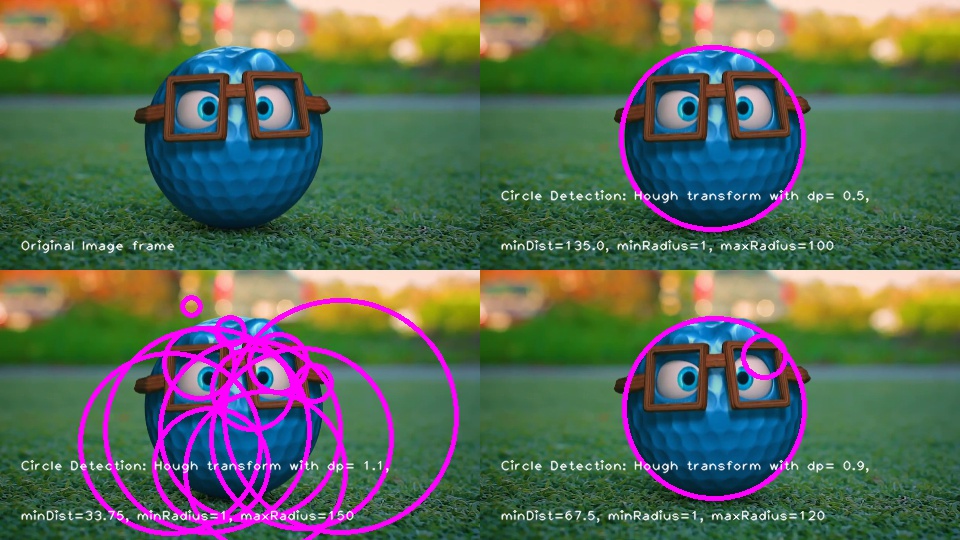 Original Image frame
Circle Detection: Hough transform with dp= 0.5,
minDist=135.0, minRadius=1, maxRadius=100
Circle Detection: Hough transform with dp= 1.1,
minDist=33.75, minRadius=1, maxRadius=150
Circle Detection: Hough transform with dp= 0.9,
minDist=67.5, minRadius=1, maxRadius=120